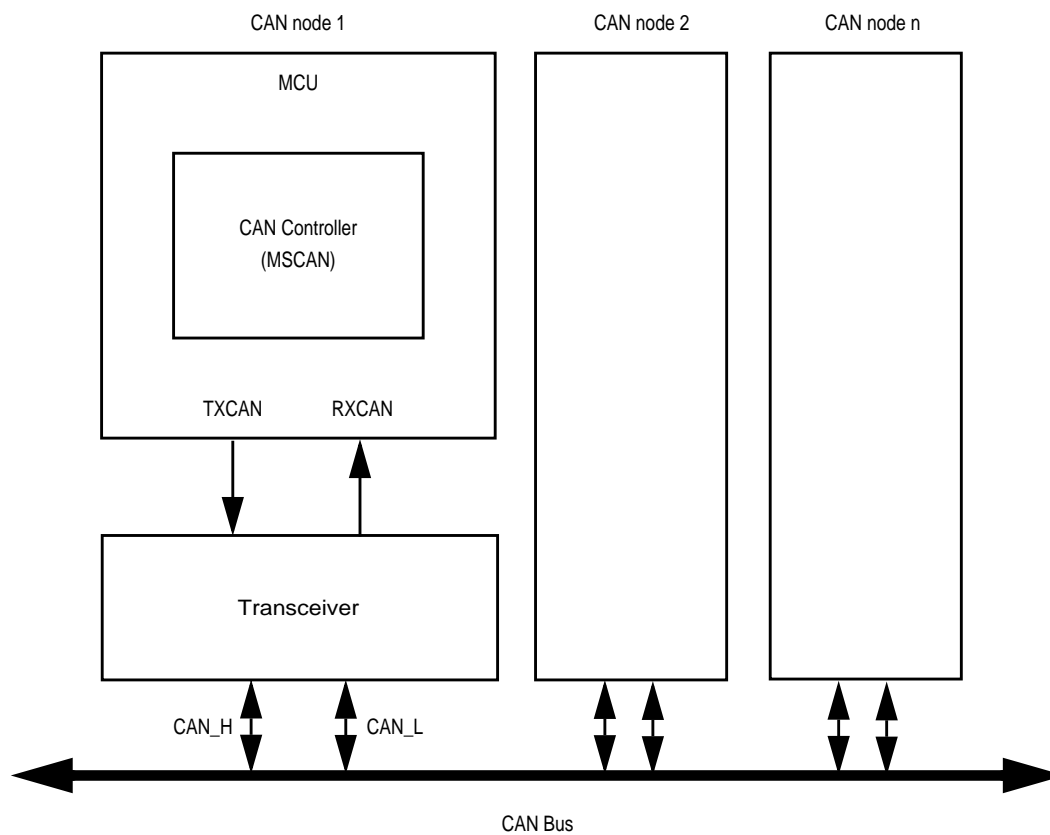 CAN node 1
CAN node 2
CAN node n
MCU
CAN Controller
(MSCAN)
TXCAN
RXCAN
Transceiver
CAN_H
CAN_L
CAN Bus